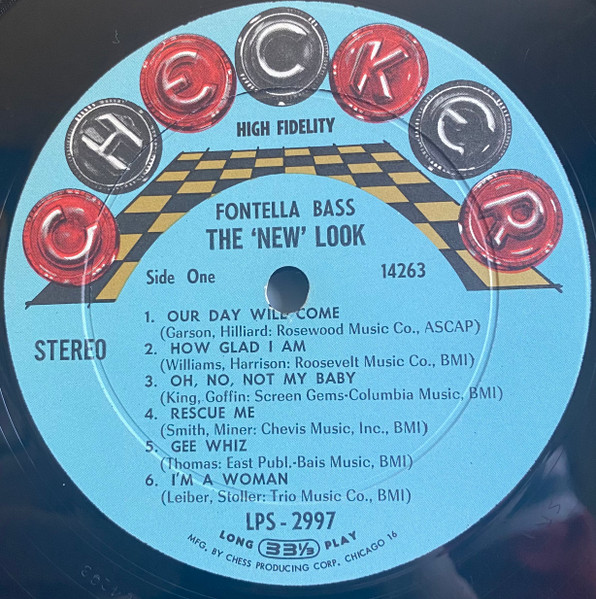 CHECKER
HIGH FIDELITY
FONTELLA BASS
THE 'NEW' LOOK
Side One 14263
1. OUR DAY WILL COME
(Garson, Hilliard: Rosewood Music Co., ASCAP)
2. HOW GLAD I AM
(Williams, Harrison: Roosevelt Music Co., BMI)
3. OH, NO, NOT MY BABY
(King, Goffin: Screen Gems-Columbia Music, BMI)
4. RESCUE ME
(Smith, Miner: Chevis Music, Inc., BMI)
5. GEE WHIZ
(Thomas: East Publ.-Bais Music, BMI)
6. I'M A WOMAN
(Leiber, Stoller: Trio Music Co., BMI)
STEREO
LPS-2997
LONG 33⅓ PLAY
MFG. BY CHESS PRODUCING CORP. CHICAGO 16